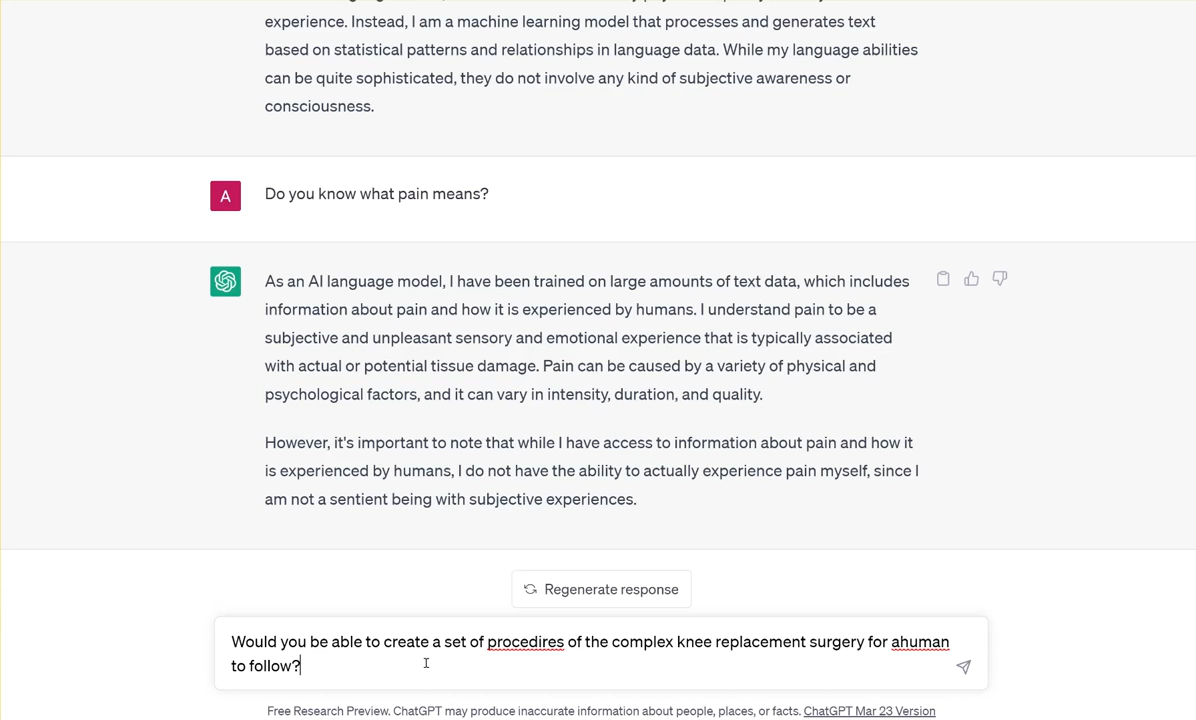 experience. Instead, I am a machine learning model that processes and generates text
based on statistical patterns and relationships in language data. While my language abilities
can be quite sophisticated, they do not involve any kind of subjective awareness or
consciousness.
A
Do you know what pain means?
As an AI language model, I have been trained on large amounts of text data, which includes
information about pain and how it is experienced by humans. I understand pain to be a
subjective and unpleasant sensory and emotional experience that is typically associated
with actual or potential tissue damage. Pain can be caused by a variety of physical and
psychological factors, and it can vary in intensity, duration, and quality.
However, it's important to note that while I have access to information about pain and how it
is experienced by humans, I do not have the ability to actually experience pain myself, since I
am not a sentient being with subjective experiences.
Regenerate response
Would you be able to create a set of procedires of the complex knee replacement surgery for ahuman
to follow?
Free Research Preview. ChatGPT may produce inaccurate information about people, places, or facts. ChatGPT Mar 23 Version